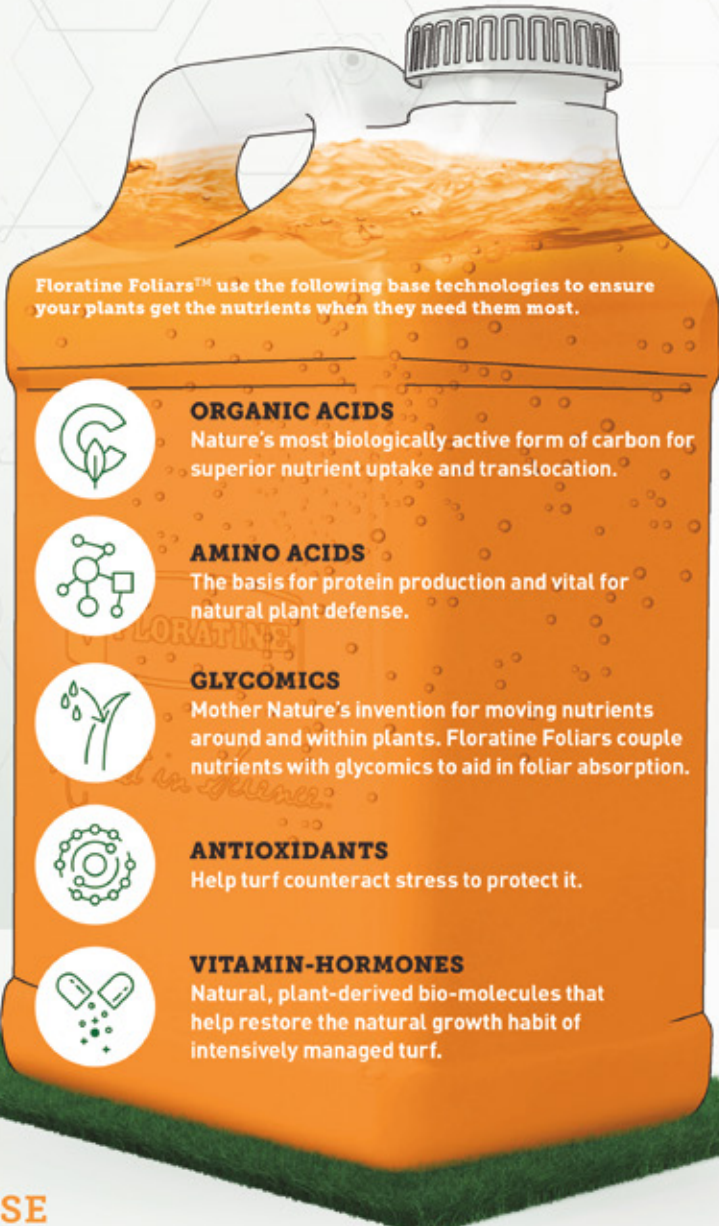 Floratine Foliars™ use the following base technologies to ensure
your plants get the nutrients when they need them most.
ORGANIC ACIDS
Nature's most biologically active form of carbon for
superior nutrient uptake and translocation.
AMINO ACIDS
The basis for protein production and vital for
natural plant defense.
FLORATINE
GLYCOMICS
Mother Nature's invention for moving nutrients
around and within plants. Floratine Foliars couple
nutrients with glycomics to aid in foliar absorption.
in Science.
ANTIOXIDANTS
Help turf counteract stress to protect it.
VITAMIN-HORMONES
Natural, plant-derived bio-molecules that
help restore the natural growth habit of
intensively managed turf.
SE